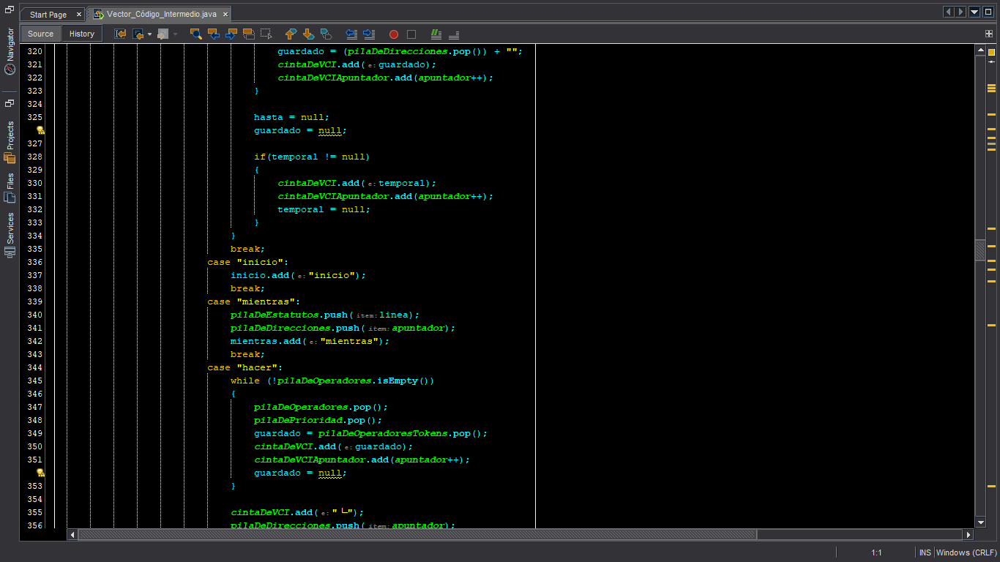 Start Page
Vector_Código_Intermedio.java
Source History
Navigator
Projects
Files
Services
320 guardado = (pilaDeDirecciones.pop()) + "";
321 cintaDeVCI.add(e:guardado);
322 cintaDeVCIApuntador.add(apuntador++);
323 }
324
325 hasta = null;
guardado = null;
327
328 if(temporal != null)
329 {
330 cintaDeVCI.add(e:temporal);
331 cintaDeVCIApuntador.add(apuntador++);
332 temporal = null;
333 }
334 }
335 break;
336 case "inicio":
337 inicio.add(e:"inicio");
338 break;
339 case "mientras":
340 pilaDeEstatutos.push(item:linea);
341 pilaDeDirecciones.push(item:apuntador);
342 mientras.add(e:"mientras");
343 break;
344 case "hacer":
345 while (!pilaDeOperadores.isEmpty())
346 {
347 pilaDeOperadores.pop();
348 pilaDePrioridad.pop();
349 guardado = pilaDeOperadoresTokens.pop();
350 cintaDeVCI.add(e:guardado);
351 cintaDeVCIApuntador.add(apuntador++);
guardado = null;
353 }
354
355 cintaDeVCI.add(e:" └");
356 pilaDeDirecciones.push(item:apuntador);
1:1 INS Windows (CRLF)